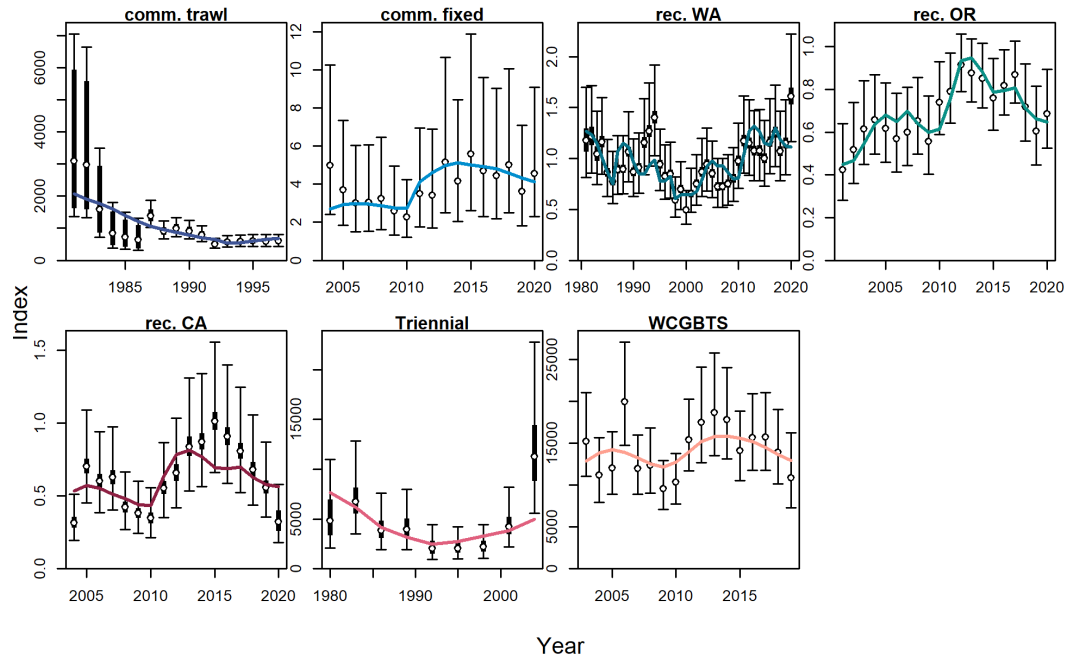 comm. trawl
0 2000 4000 6000
1985 1990 1995
comm. fixed
0 2 4 6 8 10 12
2005 2010 2015 2020
rec. WA
0.0 0.5 1.0 1.5 2.0
1980 1990 2000 2010 2020
rec. OR
0.0 0.2 0.4 0.6 0.8 1.0
2005 2010 2015 2020
Index
rec. CA
0.0 0.5 1.0 1.5
2005 2010 2015 2020
Triennial
0 5000 15000
1980 1990 2000
WCGBTS
0 5000 15000 25000
2005 2010 2015
Year